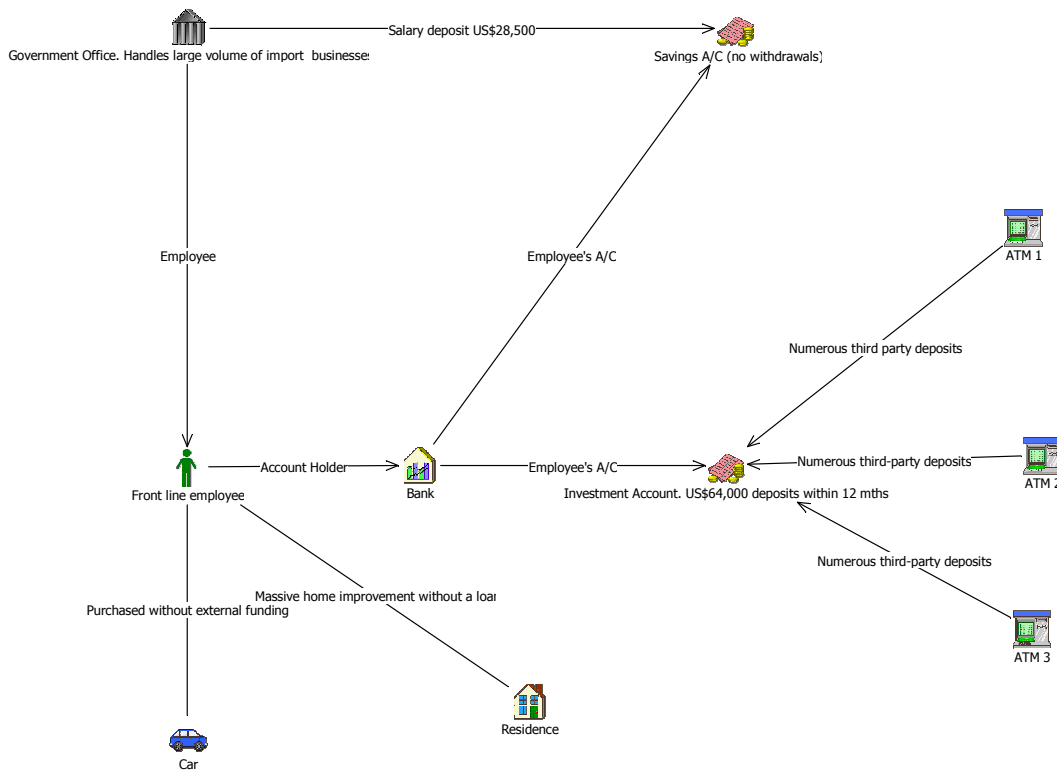 Salary deposit US$28,500
Government Office. Handles large volume of import businesses
Savings A/C (no withdrawals)
Employee
Employee's A/C
ATM 1
Numerous third party deposits
Account Holder
Employee's A/C
Numerous third-party deposits
ATM 2
Front line employee
Bank
Investment Account. US$64,000 deposits within 12 mths
Numerous third-party deposits
Massive home improvement without a loan
Purchased without external funding
ATM 3
Residence
Car